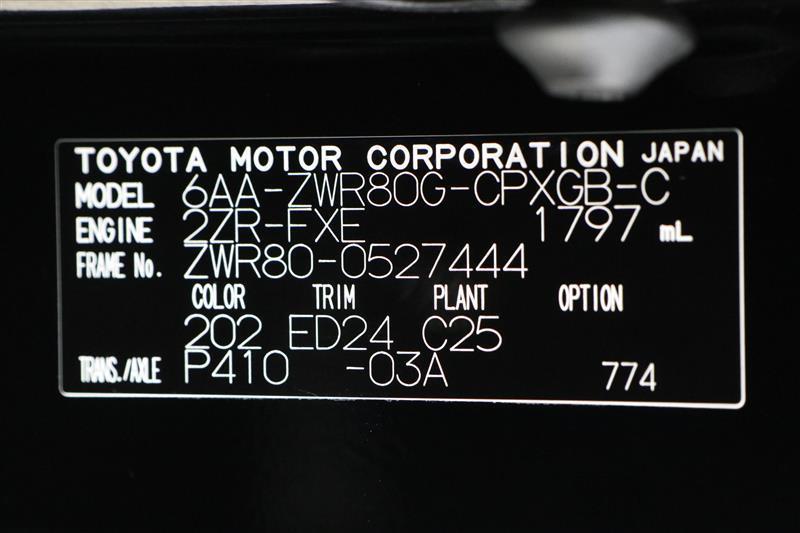 TOYOTA MOTOR CORPORATION JAPAN
MODEL 6AA-ZWR80G-CPXGB-C
ENGINE 2ZR-FXE 1797 mL
FRAME No. ZWR80-0527444
COLOR TRIM PLANT OPTION
202 ED24 C25
TRANS./AXLE P410 -03A 774